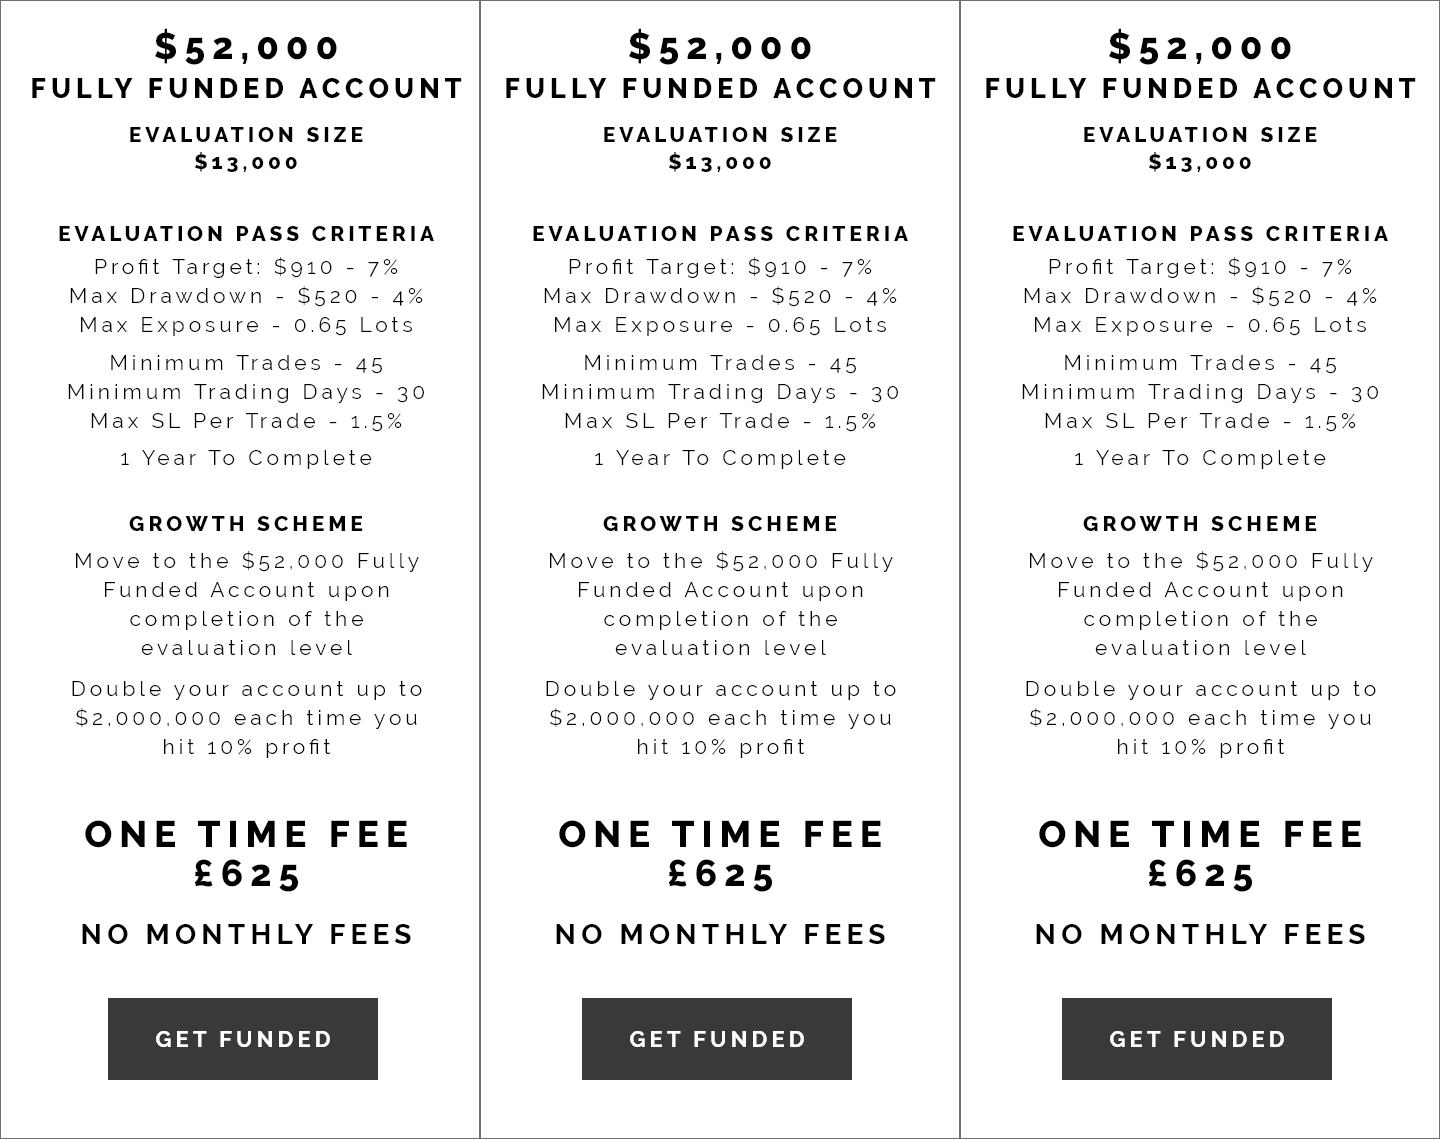 $52,000
FULLY FUNDED ACCOUNT
EVALUATION SIZE
$13,000
EVALUATION PASS CRITERIA
Profit Target: $910 - 7%
Max Drawdown - $520 - 4%
Max Exposure - 0.65 Lots
Minimum Trades - 45
Minimum Trading Days - 30
Max SL Per Trade - 1.5%
1 Year To Complete
GROWTH SCHEME
Move to the $52,000 Fully
Funded Account upon
completion of the
evaluation level
Double your account up to
$2,000,000 each time you
hit 10% profit
ONE TIME FEE
£625
NO MONTHLY FEES
GET FUNDED
$52,000
FULLY FUNDED ACCOUNT
EVALUATION SIZE
$13,000
EVALUATION PASS CRITERIA
Profit Target: $910 - 7%
Max Drawdown - $520 - 4%
Max Exposure - 0.65 Lots
Minimum Trades - 45
Minimum Trading Days - 30
Max SL Per Trade - 1.5%
1 Year To Complete
GROWTH SCHEME
Move to the $52,000 Fully
Funded Account upon
completion of the
evaluation level
Double your account up to
$2,000,000 each time you
hit 10% profit
ONE TIME FEE
£625
NO MONTHLY FEES
GET FUNDED
$52,000
FULLY FUNDED ACCOUNT
EVALUATION SIZE
$13,000
EVALUATION PASS CRITERIA
Profit Target: $910 - 7%
Max Drawdown - $520 - 4%
Max Exposure - 0.65 Lots
Minimum Trades - 45
Minimum Trading Days - 30
Max SL Per Trade - 1.5%
1 Year To Complete
GROWTH SCHEME
Move to the $52,000 Fully
Funded Account upon
completion of the
evaluation level
Double your account up to
$2,000,000 each time you
hit 10% profit
ONE TIME FEE
£625
NO MONTHLY FEES
GET FUNDED